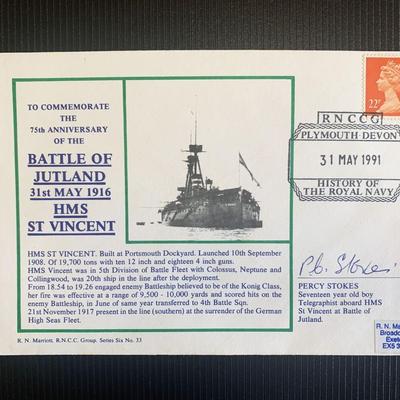 TO COMMEMORATE
THE
75th ANNIVERSARY
OF THE
BATTLE OF
JUTLAND
31st MAY 1916
HMS
ST VINCENT
22P
R N C C G
PLYMOUTH·DEVON
31 MAY 1991
HISTORY OF
THE ROYAL NAVY
HMS ST VINCENT. Built at Portsmouth Dockyard. Launched 10th September
1908. Of 19,700 tons with ten 12 inch and eighteen 4 inch guns.
HMS Vincent was in 5th Division of Battle Fleet with Colossus, Neptune and
Collingwood, was 20th ship in the line after the deployment.
From 18.54 to 19.26 engaged enemy Battleship believed to be of the Konig Class,
her fire was effective at a range of 9,500 - 10,000 yards and scored hits on the
enemy Battleship, in June of same year transferred to 4th Battle Sqn.
21st November 1917 present in the line (southern) at the surrender of the German
High Seas Fleet.
P.C. Stokes
PERCY STOKES
Seventeen year old boy
Telegraphist aboard HMS
St Vincent at Battle of
Jutland.
R. N. Marriott. R.N.C.C. Group. Series Six No. 33
R. N. Ma
Broadc
Exete
EX5 3